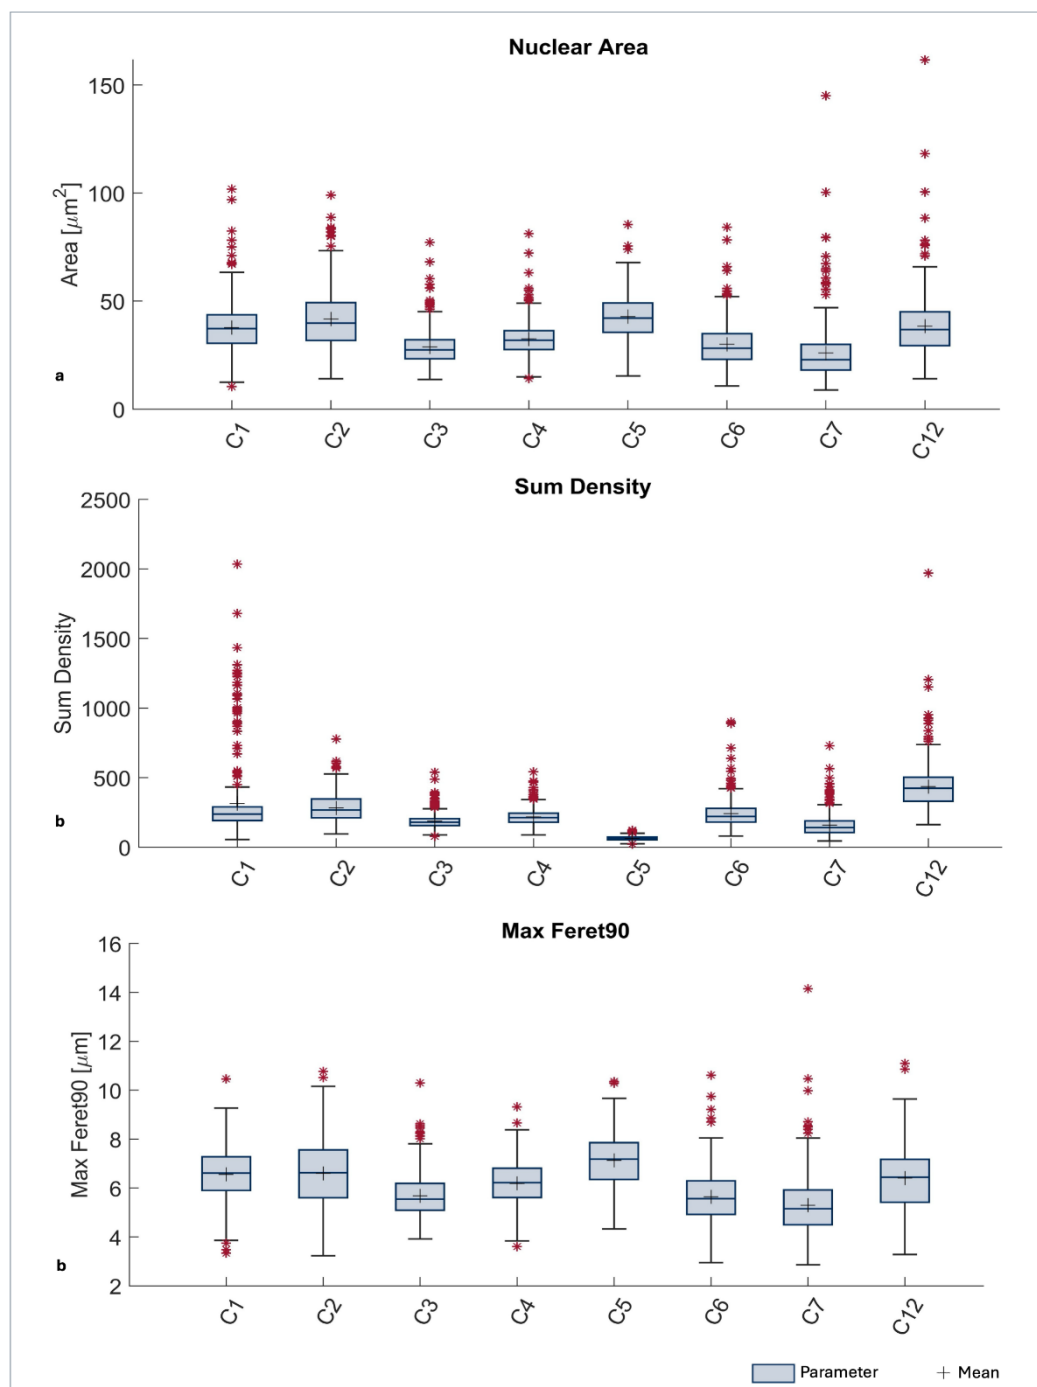 Nuclear Area
150
100
50
0
Area [μm²]
a
C1 C2 C3 C4 C5 C6 C7 C12
Sum Density
2500
2000
1500
1000
500
0
Sum Density
b
C1 C2 C3 C4 C5 C6 C7 C12
Max Feret90
16
14
12
10
8
6
4
2
Max Feret90 [μm]
b
C1 C2 C3 C4 C5 C6 C7 C12
Parameter + Mean